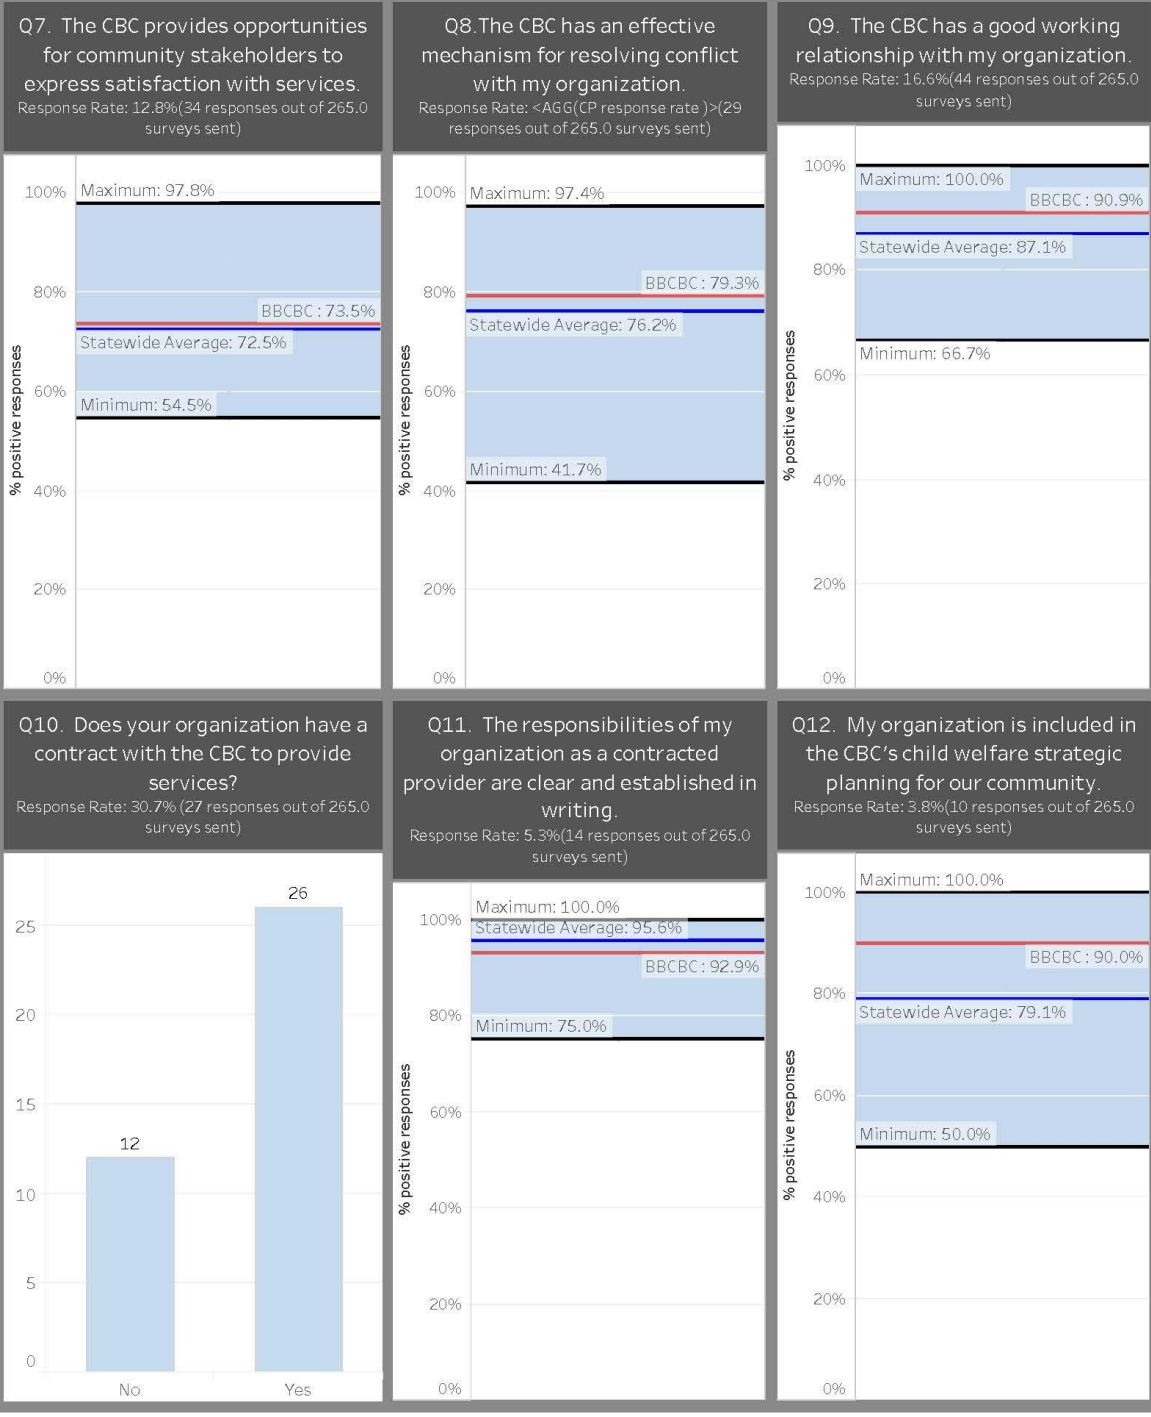 Q7.  The CBC provides opportunities
for community stakeholders to
express satisfaction with services.
Response Rate: 12.8%(34 responses out of 265.0
surveys sent)
100%
Maximum: 97.8%
80%
BBCBC : 73.5%
Statewide Average: 72.5%
60%
Minimum: 54.5%
40%
20%
0%
% positive responses
Q8.The CBC has an effective
mechanism for resolving conflict
with my organization.
Response Rate: <AGG(CP response rate )>(29
responses out of 265.0 surveys sent)
100%
Maximum: 97.4%
80%
BBCBC : 79.3%
Statewide Average: 76.2%
60%
Minimum: 41.7%
40%
20%
0%
% positive responses
Q9.  The CBC has a good working
relationship with my organization.
Response Rate: 16.6%(44 responses out of 265.0
surveys sent)
100%
Maximum: 100.0%
BBCBC : 90.9%
Statewide Average: 87.1%
80%
Minimum: 66.7%
60%
40%
20%
0%
% positive responses
Q10.  Does your organization have a
contract with the CBC to provide
services?
Response Rate: 30.7% (27 responses out of 265.0
surveys sent)
26
25
20
15
12
10
5
0
No
Yes
Q11.  The responsibilities of my
organization as a contracted
provider are clear and established in
writing.
Response Rate: 5.3%(14 responses out of 265.0
surveys sent)
Maximum: 100.0%
100%
Statewide Average: 95.6%
BBCBC : 92.9%
80%
Minimum: 75.0%
60%
40%
20%
0%
% positive responses
Q12.  My organization is included in
the CBC's child welfare strategic
planning for our community.
Response Rate: 3.8%(10 responses out of 265.0
surveys sent)
Maximum: 100.0%
100%
BBCBC : 90.0%
80%
Statewide Average: 79.1%
60%
Minimum: 50.0%
40%
20%
0%
% positive responses